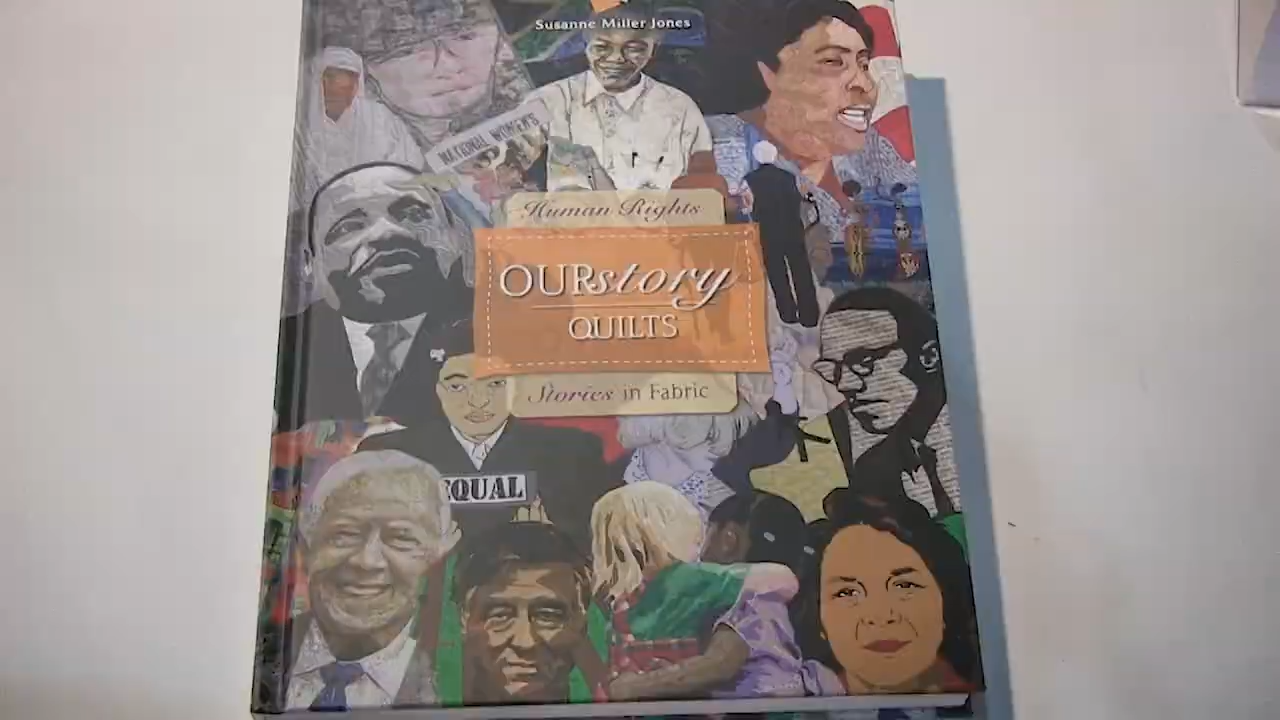 Susanne Miller Jones
NATIONAL WOMEN'S
Human Rights
OURstory
QUILTS
Stories in Fabric
EQUAL